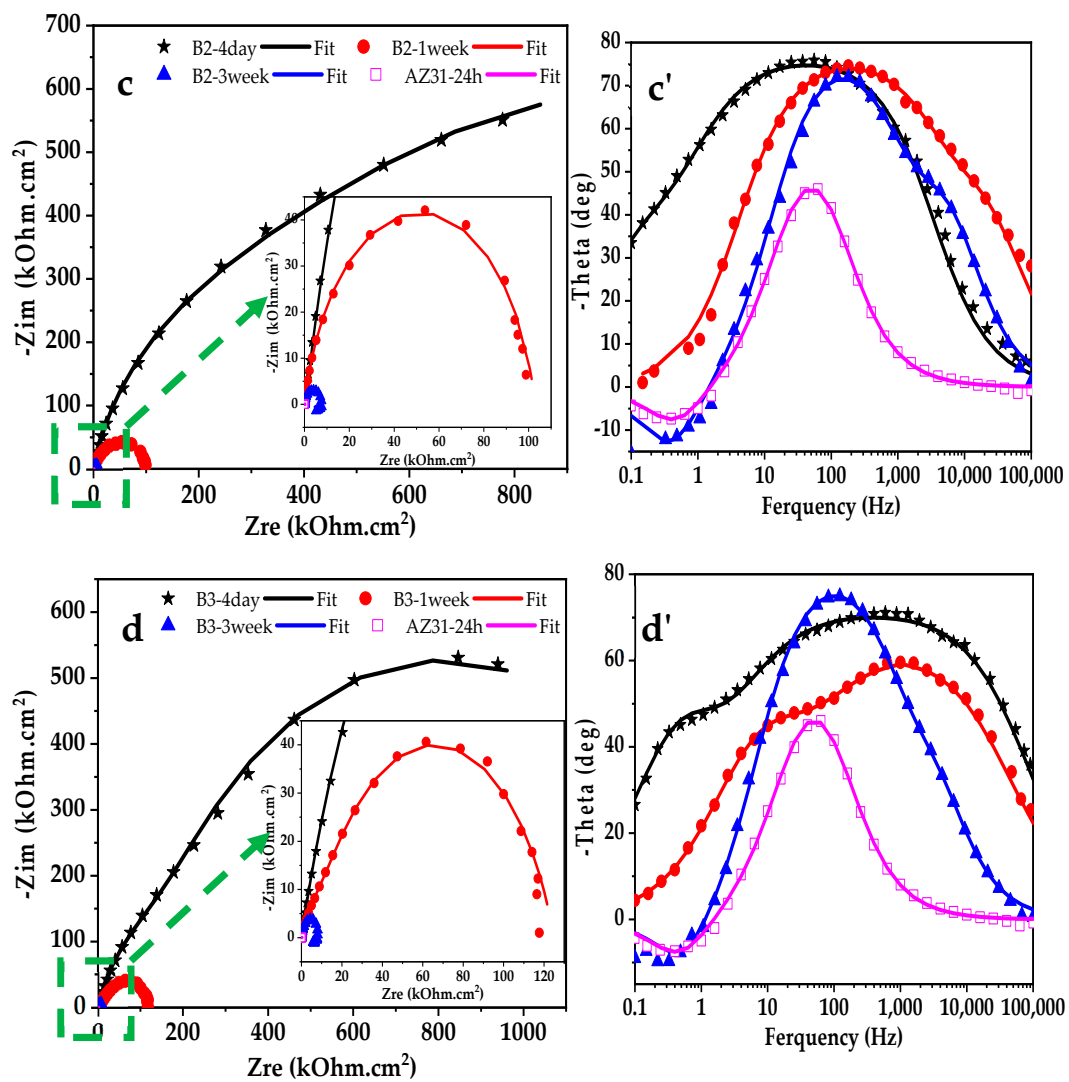 c
B2-4day Fit B2-1week Fit
B2-3week Fit AZ31-24h Fit
-Zim (kOhm.cm²)
700
600
500
400
300
200
100
0
0 200 400 600 800
Zre (kOhm.cm²)
-Zim (kOhm.cm²)
40
30
20
10
0
0 20 40 60 80 100
Zre (kOhm.cm²)
c'
-Theta (deg)
80
70
60
50
40
30
20
10
0
-10
0.1 1 10 100 1,000 10,000 100,000
Ferquency (Hz)
d
B3-4day Fit B3-1week Fit
B3-3week Fit AZ31-24h Fit
-Zim (kOhm.cm²)
600
500
400
300
200
100
0
0 200 400 600 800 1000
Zre (kOhm.cm²)
-Zim (kOhm.cm²)
40
30
20
10
0
0 20 40 60 80 100 120
Zre (kOhm.cm²)
d'
-Theta (deg)
80
60
40
20
0
0.1 1 10 100 1,000 10,000 100,000
Ferquency (Hz)